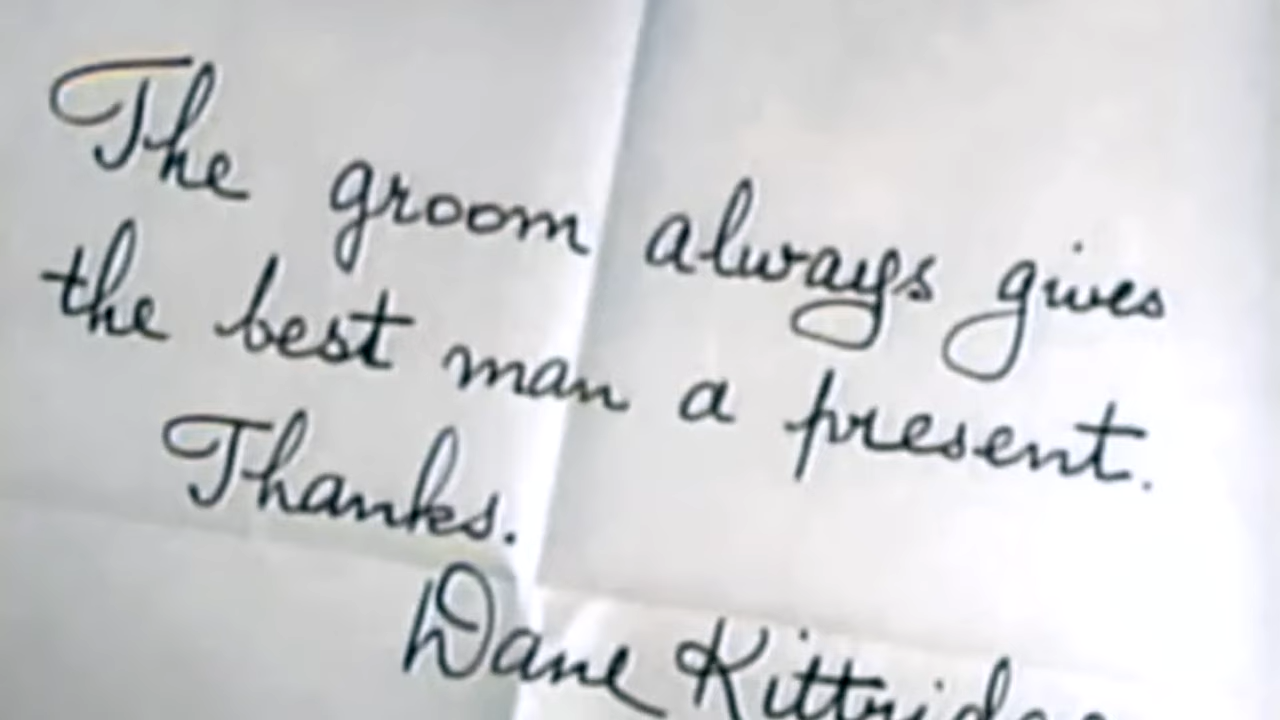 The groom always gives
the best man a present.
Thanks.
Dane Kittridge